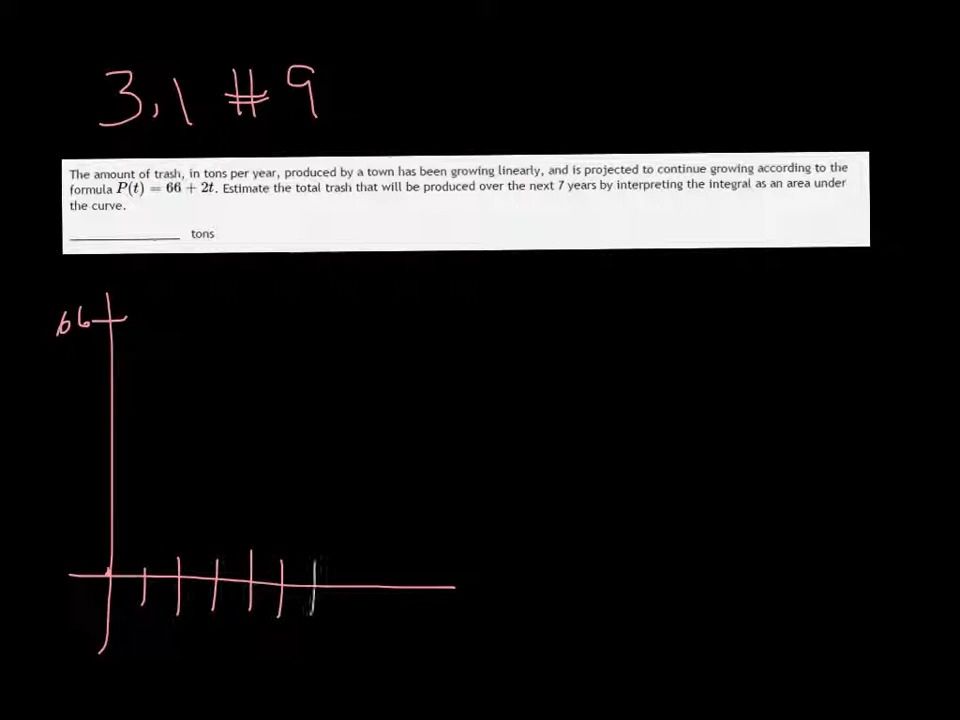 3.1 #9
The amount of trash, in tons per year, produced by a town has been growing linearly, and is projected to continue growing according to the
formula P(t) = 66 + 2t. Estimate the total trash that will be produced over the next 7 years by interpreting the integral as an area under
the curve.
tons
66